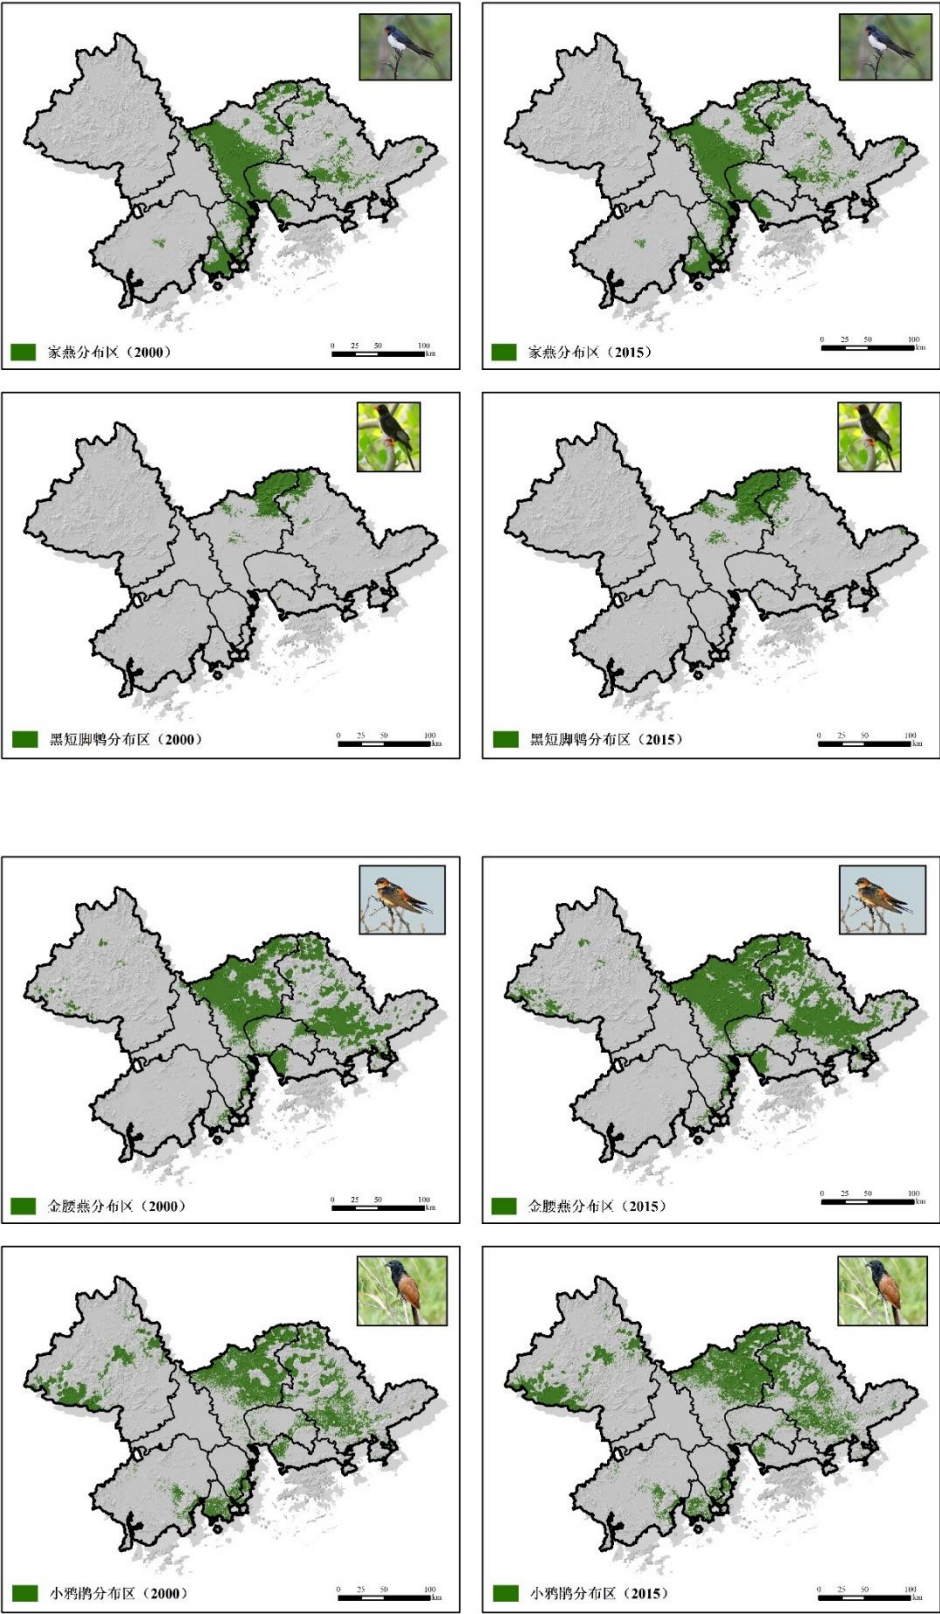 家燕分布区（2000）
0 25 50 100
km
家燕分布区（2015）
0 25 50 100
km
黑短脚鹎分布区（2000）
0 25 50 100
km
黑短脚鹎分布区（2015）
0 25 50 100
km
金腰燕分布区（2000）
0 25 50 100
km
金腰燕分布区（2015）
0 25 50 100
km
小鸦鹃分布区（2000）
0 25 50 100
km
小鸦鹃分布区（2015）
0 25 50 100
km